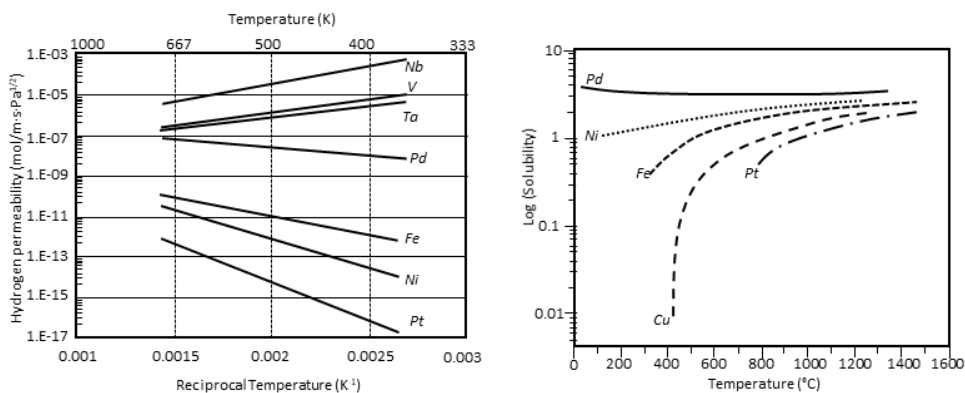 Temperature (K)
1000 667 500 400 333
Hydrogen permeability (mol/m·s·Pa1/2)
1.E-03
1.E-05
1.E-07
1.E-09
1.E-11
1.E-13
1.E-15
1.E-17
Nb
V
Ta
Pd
Fe
Ni
Pt
0.001 0.0015 0.002 0.0025 0.003
Reciprocal Temperature (K-1)
Log (Solubility)
10
1
0.1
0.01
Pd
Ni
Fe
Pt
Cu
0 200 400 600 800 1000 1200 1400 1600
Temperature (°C)